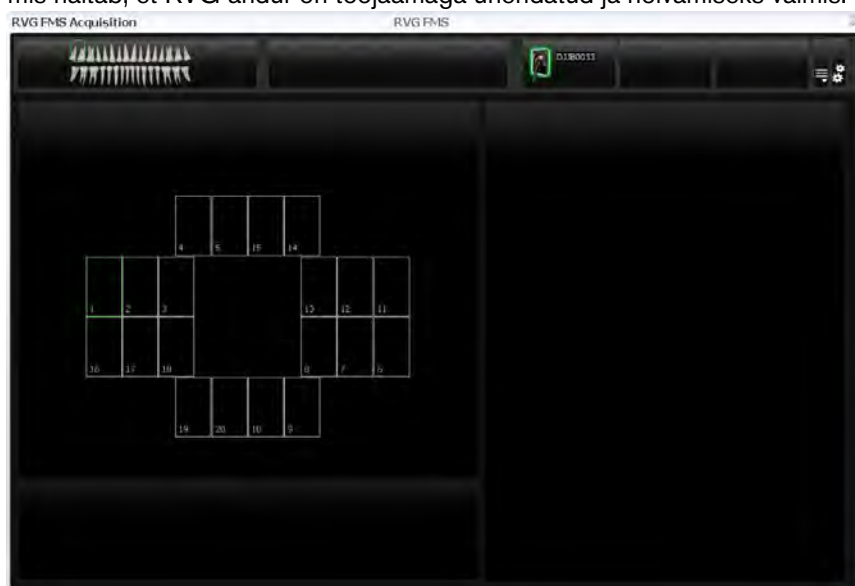 mis näitab, et RVG andur on tööjaamaga ühendatud ja hõivamiseks valmis.
RVG FMS Acquisition RVG FMS
4 5 15 14
1 2 3 13 12 11
16 17 18 8 7 6
19 20 10 9